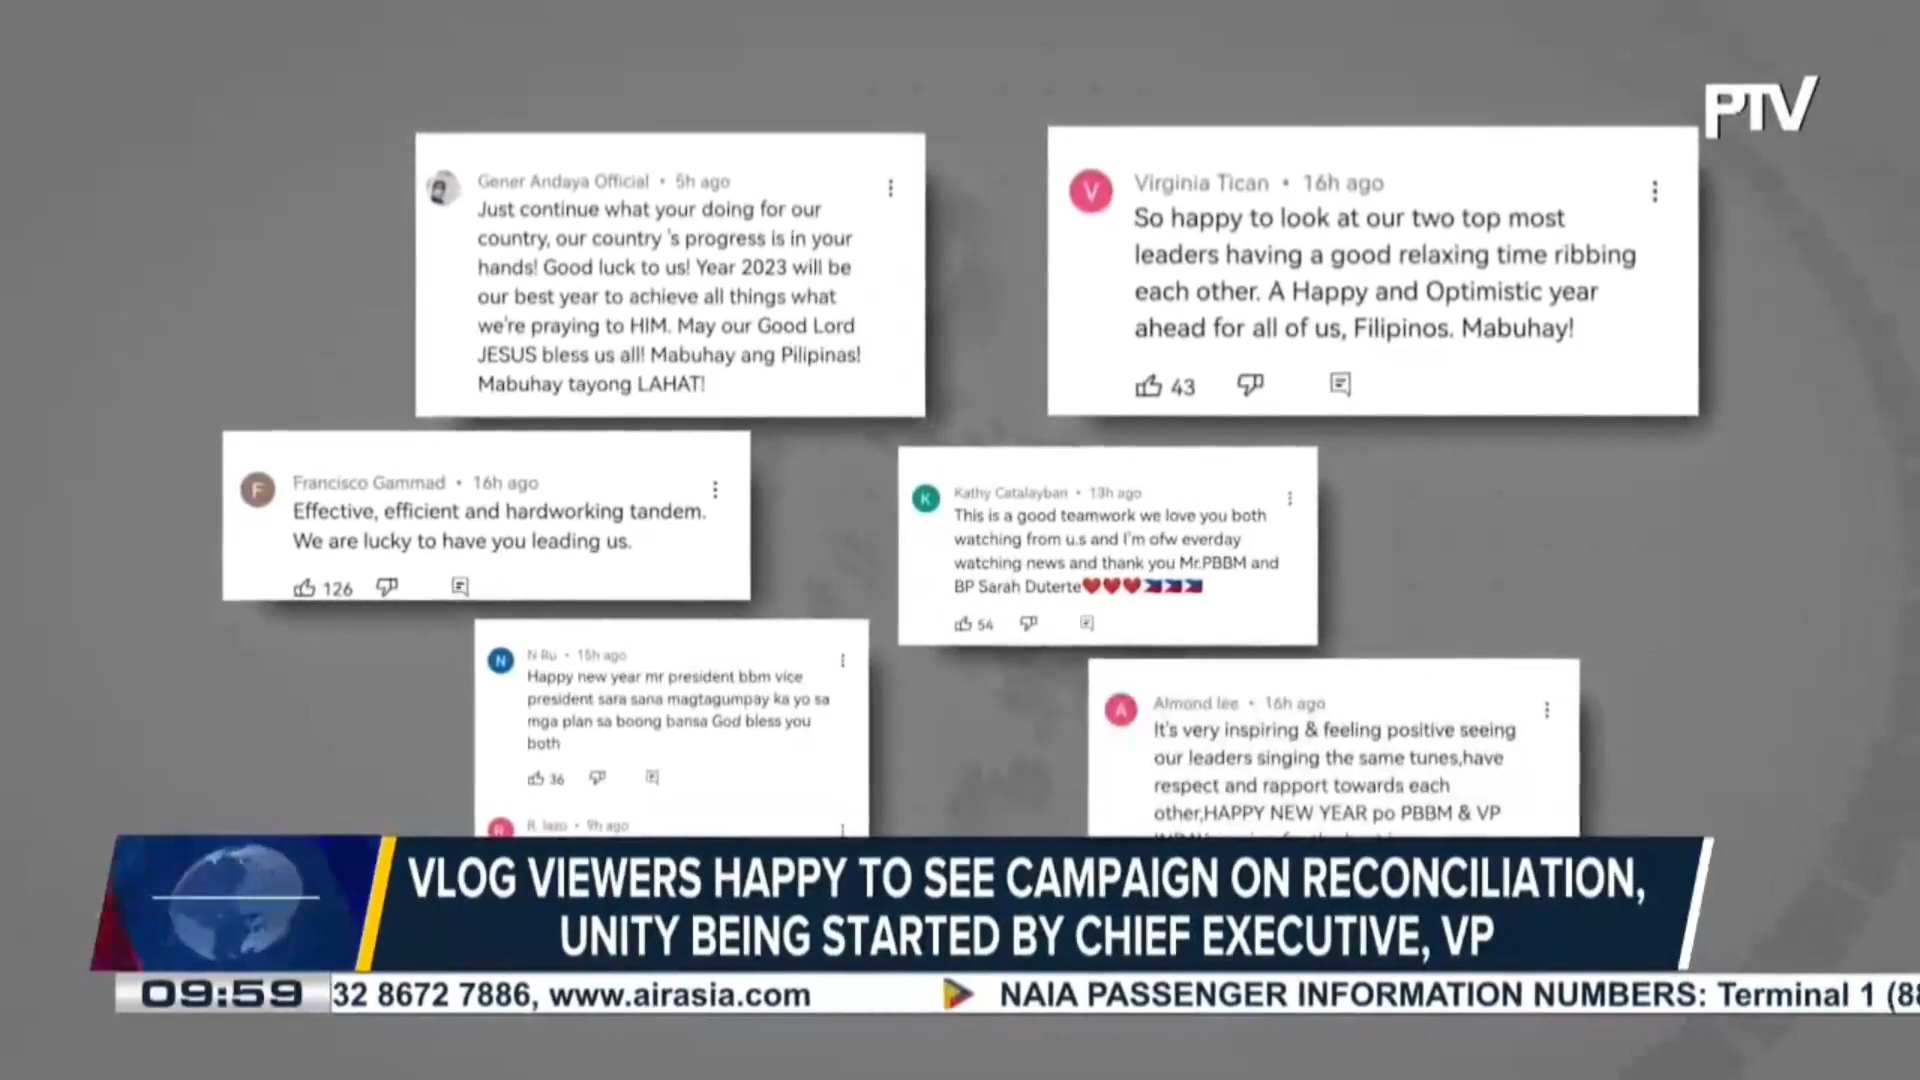 PTV
Gener Andaya Official • 5h ago
Just continue what your doing for our
country, our country 's progress is in your
hands! Good luck to us! Year 2023 will be
our best year to achieve all things what
we're praying to HIM. May our Good Lord
JESUS bless us all! Mabuhay ang Pilipinas!
Mabuhay tayong LAHAT!
V
Virginia Tican • 16h ago
So happy to look at our two top most
leaders having a good relaxing time ribbing
each other. A Happy and Optimistic year
ahead for all of us, Filipinos. Mabuhay!
43
F
Francisco Gammad • 16h ago
Effective, efficient and hardworking tandem.
We are lucky to have you leading us.
126
K
Kathy Catalayban • 13h ago
This is a good teamwork we love you both
watching from u.s and I'm ofw everday
watching news and thank you Mr.PBBM and
BP Sarah Duterte❤️❤️❤️🇵🇭🇵🇭🇵🇭
54
N
N Ru • 15h ago
Happy new year mr president bbm vice
president sara sana magtagumpay ka yo sa
mga plan sa boong bansa God bless you
both
36
R
R. lazo • 9h ago
A
Almond lee • 16h ago
It's very inspiring & feeling positive seeing
our leaders singing the same tunes,have
respect and rapport towards each
other,HAPPY NEW YEAR po PBBM & VP
VLOG VIEWERS HAPPY TO SEE CAMPAIGN ON RECONCILIATION,
UNITY BEING STARTED BY CHIEF EXECUTIVE, VP
09:59 32 8672 7886, www.airasia.com NAIA PASSENGER INFORMATION NUMBERS: Terminal 1 (88